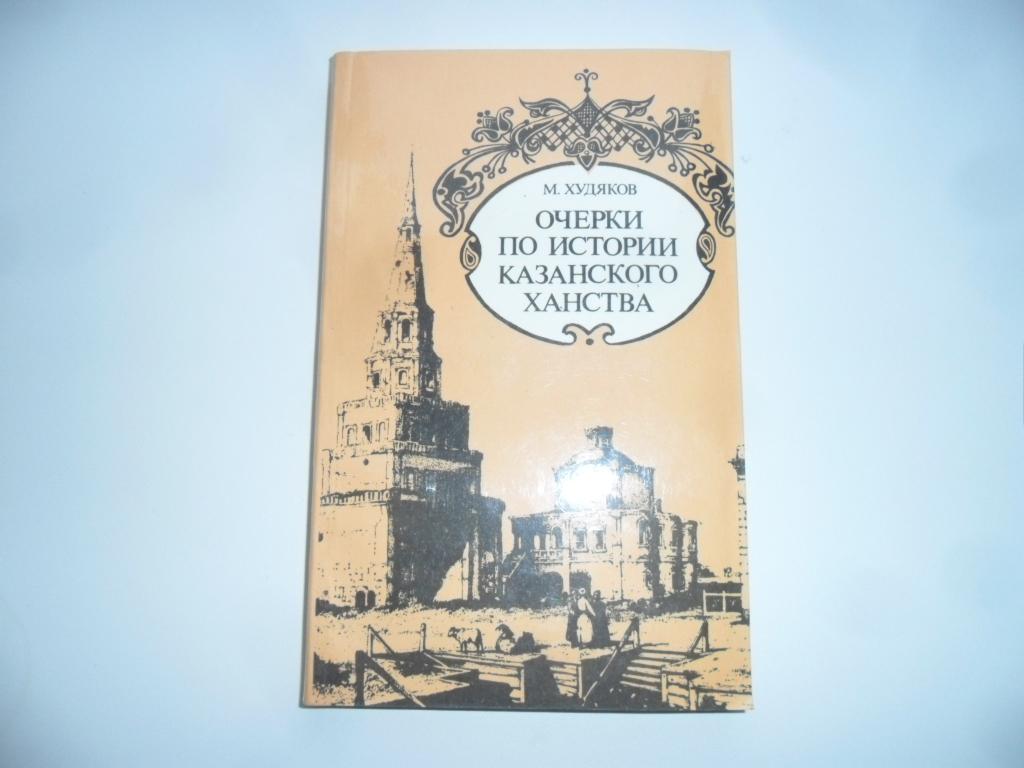 М. ХУДЯКОВ
ОЧЕРКИ
ПО ИСТОРИИ
КАЗАНСКОГО
ХАНСТВА